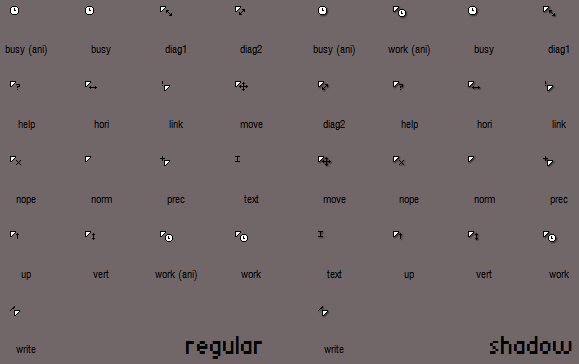 busy (ani) busy diag1 diag2 busy (ani) work (ani) busy diag1
help hori link move diag2 help hori link
nope norm prec text move nope norm prec
up vert work (ani) work text up vert work
write regular write shadow